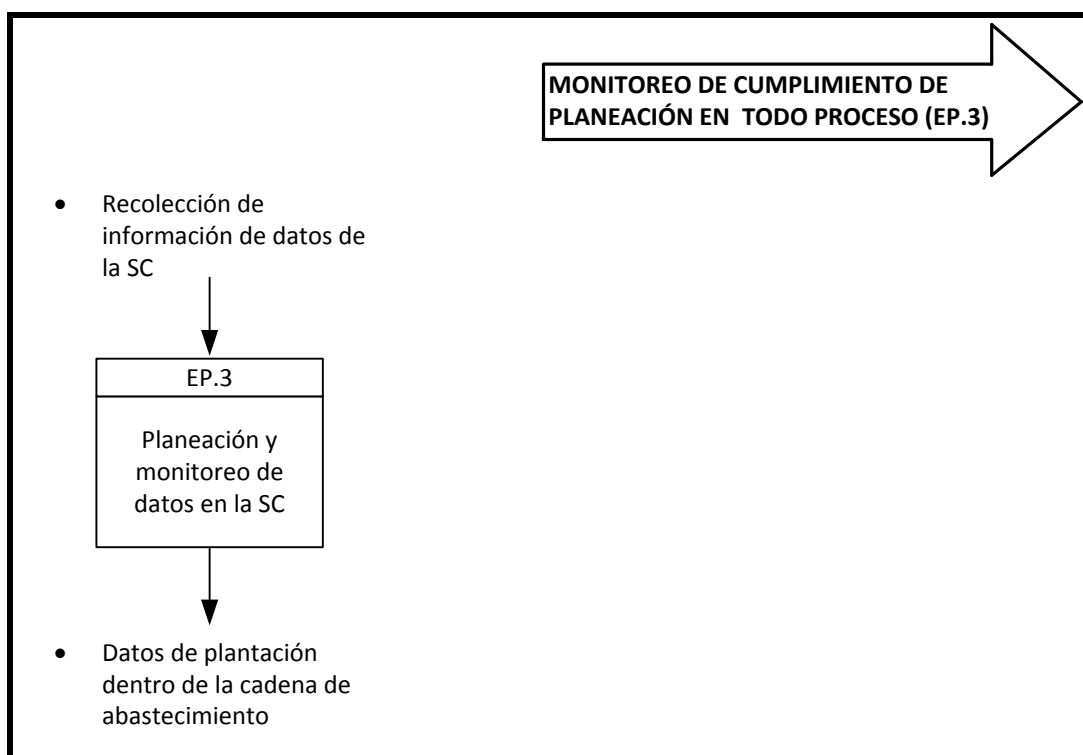 MONITOREO DE CUMPLIMIENTO DE
PLANEACIÓN EN TODO PROCESO (EP.3)
• Recolección de
información de datos de
la SC
EP.3
Planeación y
monitoreo de
datos en la SC
• Datos de plantación
dentro de la cadena de
abastecimiento